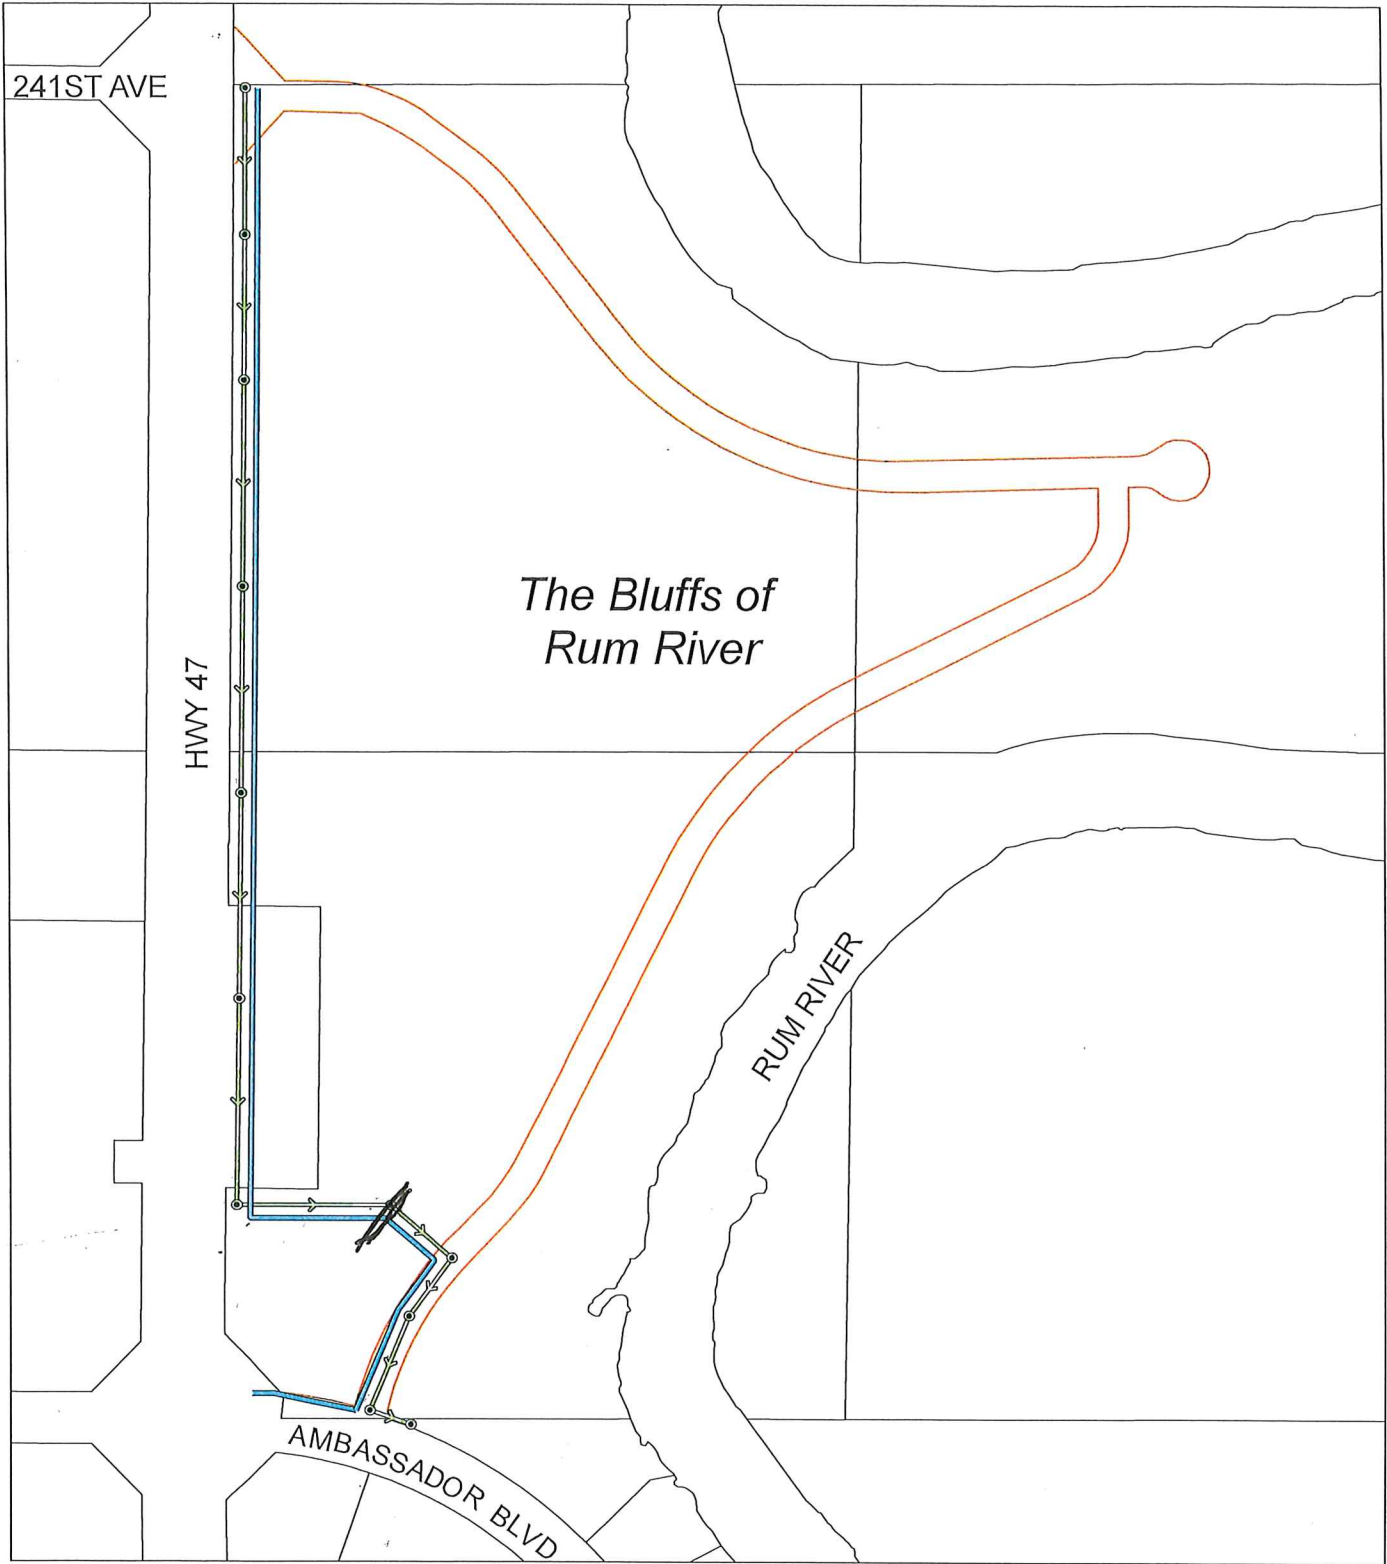 241ST AVE
The Bluffs of
Rum River
HWY 47
RUM RIVER
AMBASSADOR BLVD